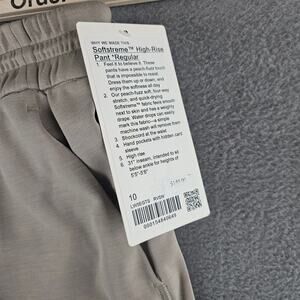 Order
WHY WE MADE THIS
Softstreme™ High-Rise
Pant *Regular
1. Feel it to believe it. These
pants have a peach-fuzz touch
that is impossible to resist.
Dress them up or down, and
enjoy the softness all day
2. Our peach-fuzz soft, four-way
stretch, and quick-drying
Softstreme™ fabric feels smooth
next to skin and has a weighty
drape. Water drops can easily
mark this fabric—a simple
machine wash will remove them
3. Shockcord at the waist
4. Hand pockets with hidden card
sleeve
5. High rise
6. 31" inseam, intended to sit
below ankle for heights of
5'5"-5'8"
10
LW5EGTS RVSN